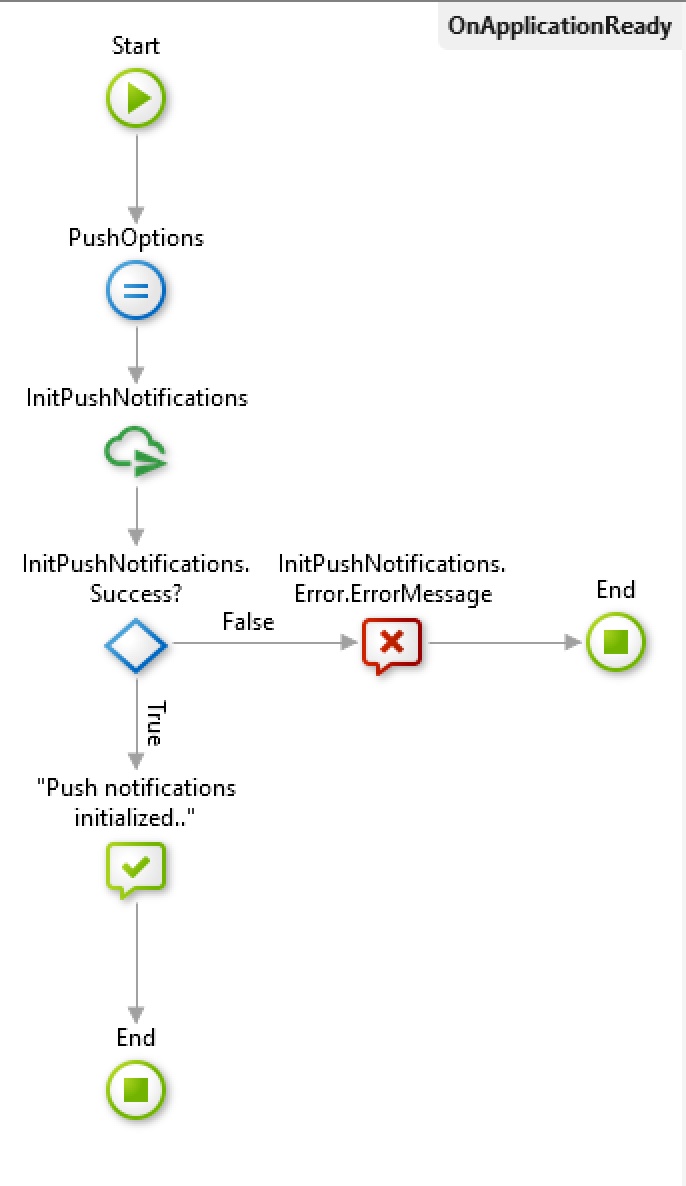 OnApplicationReady
Start
PushOptions
InitPushNotifications
InitPushNotifications.
Success?
False
InitPushNotifications.
Error.ErrorMessage
End
True
"Push notifications
initialized.."
End